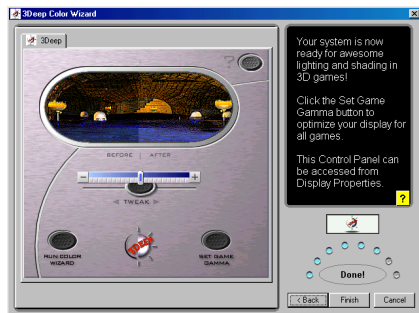 3Deep Color Wizard
3Deep
?
BEFORE | AFTER
- +
◄ TWEAK ►
RUN COLOR
WIZARD
3DEEP
SET GAME
GAMMA
Your system is now
ready for awesome
lighting and shading in
3D games!
Click the Set Game
Gamma button to
optimize your display for
all games.
This Control Panel can
be accessed from
Display Properties.
?
Done!
< Back Finish Cancel